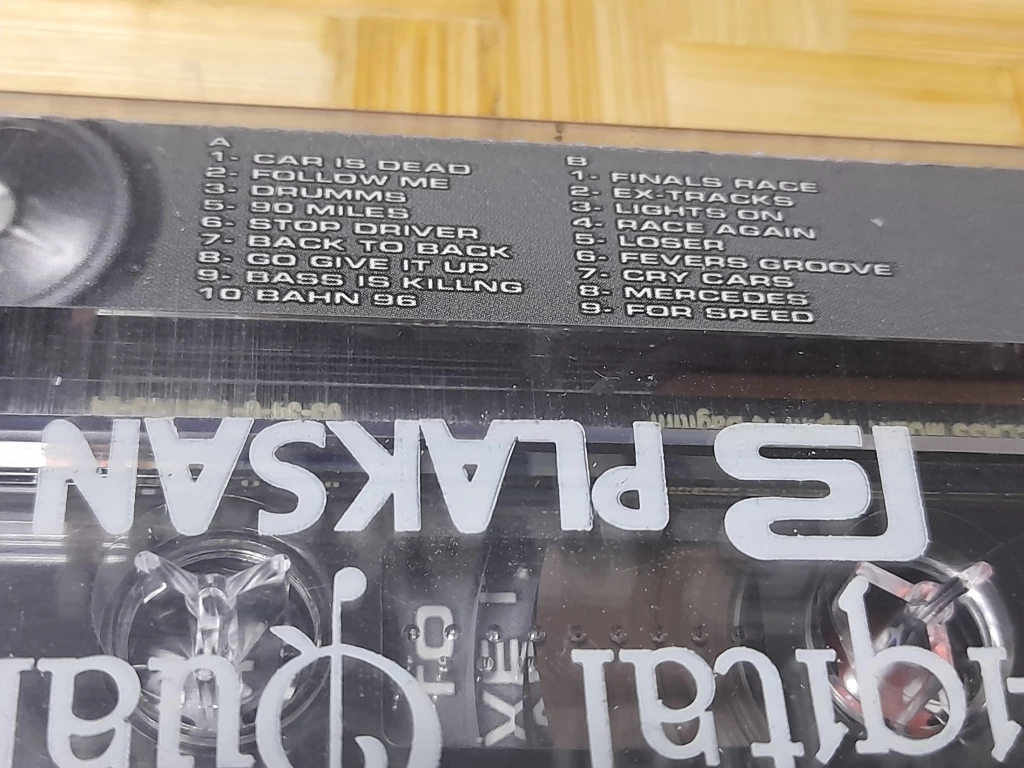 A
1- CAR IS DEAD
2- FOLLOW ME
3- DRUMMS
5- 90 MILES
6- STOP DRIVER
7- BACK TO BACK
8- GO GIVE IT UP
9- BASS IS KILLNG
10 BAHN 96
B
1- FINALS RACE
2- EX-TRACKS
3- LIGHTS ON
4- RACE AGAIN
5- LOSER
6- FEVERS GROOVE
7- CRY CARS
8- MERCEDES
9- FOR SPEED
PLAKSAN